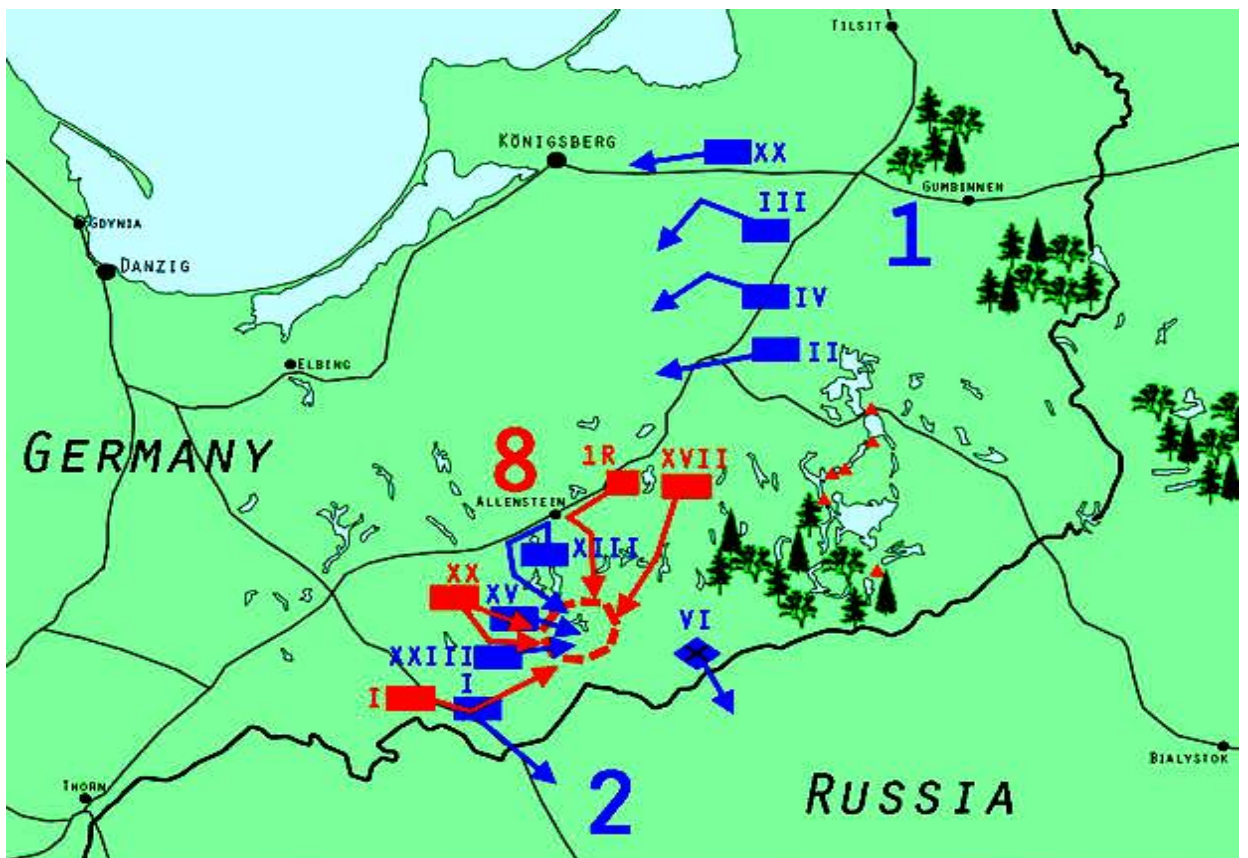 TILSIT
KÖNIGSBERG
XX
GUMBINNEN
III
1
GDYNIA
DANZIG
IV
II
ELBING
GERMANY
8
1R
XVII
ALLENSTEIN
XIII
XX
XV
VI
XXIII
I
I
BIALYSTOK
THORN
2
RUSSIA